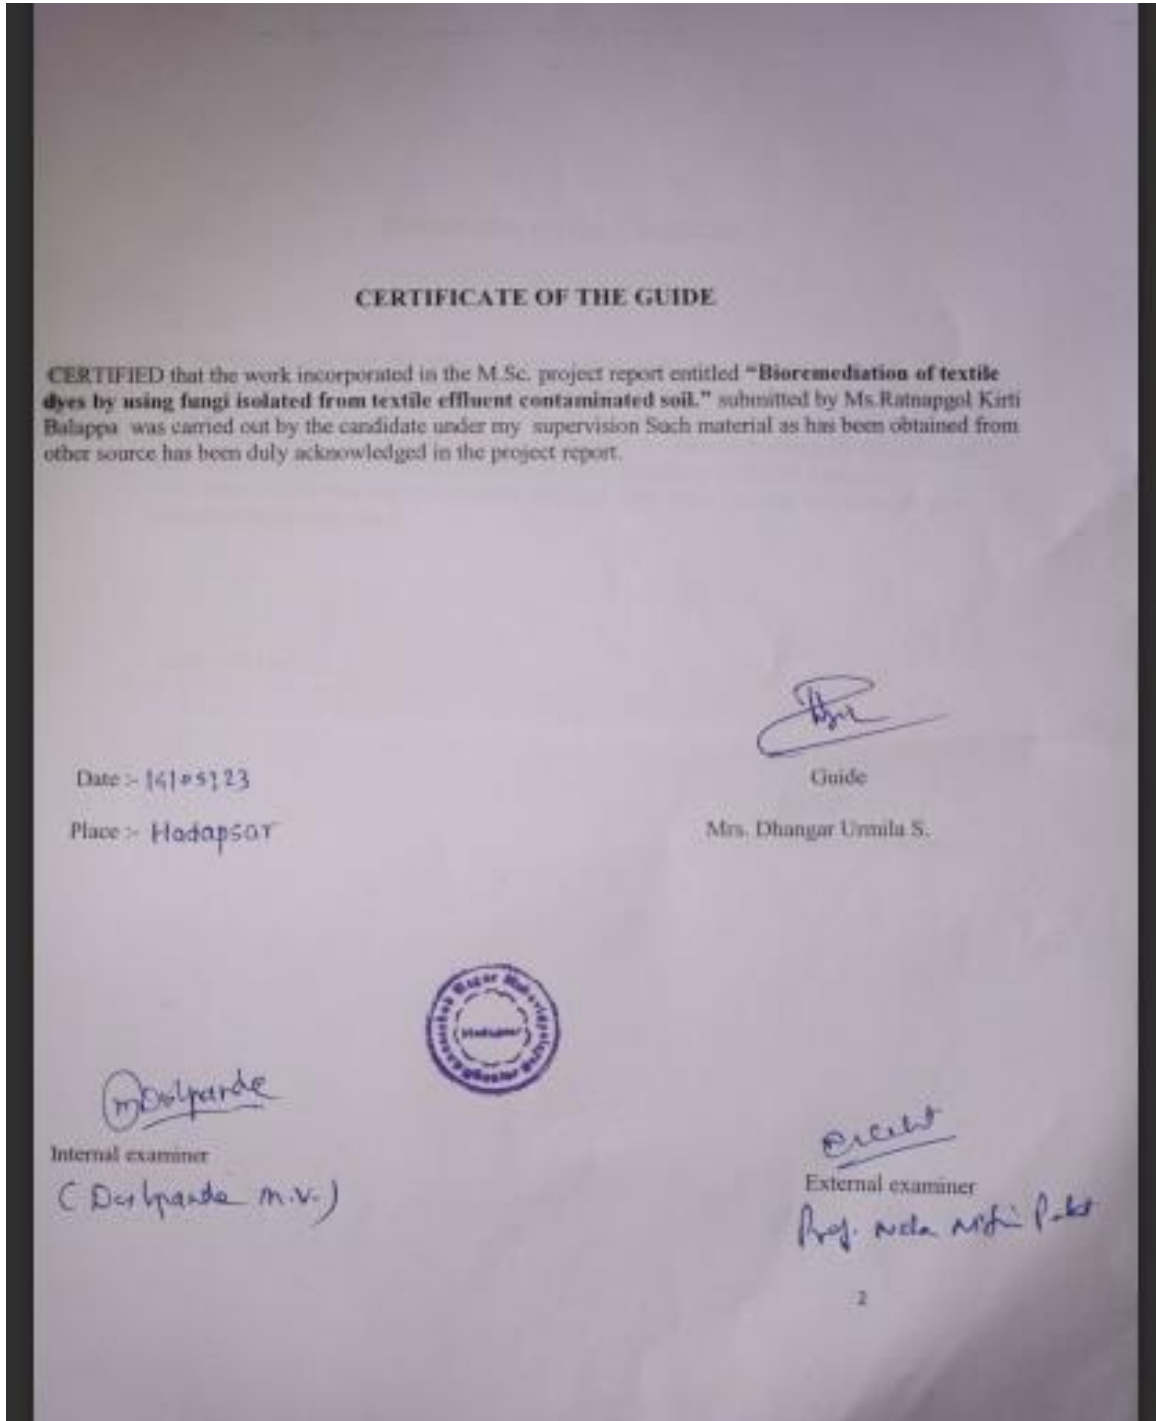 CERTIFICATE OF THE GUIDE
CERTIFIED that the work incorporated in the M.Sc. project report entitled “Bioremediation of textile
dyes by using fungi isolated from textile effluent contaminated soil.” submitted by Ms.Ratnapgol Kirti
Balappa was carried out by the candidate under my supervision Such material as has been obtained from
other source has been duly acknowledged in the project report.
Guide
Date :-
Place :- Hadapsar
Mrs. Dhangar Urmila S.
Hadapsar
Internal examiner
(Deshpande M.V.)
External examiner
Prof.
2